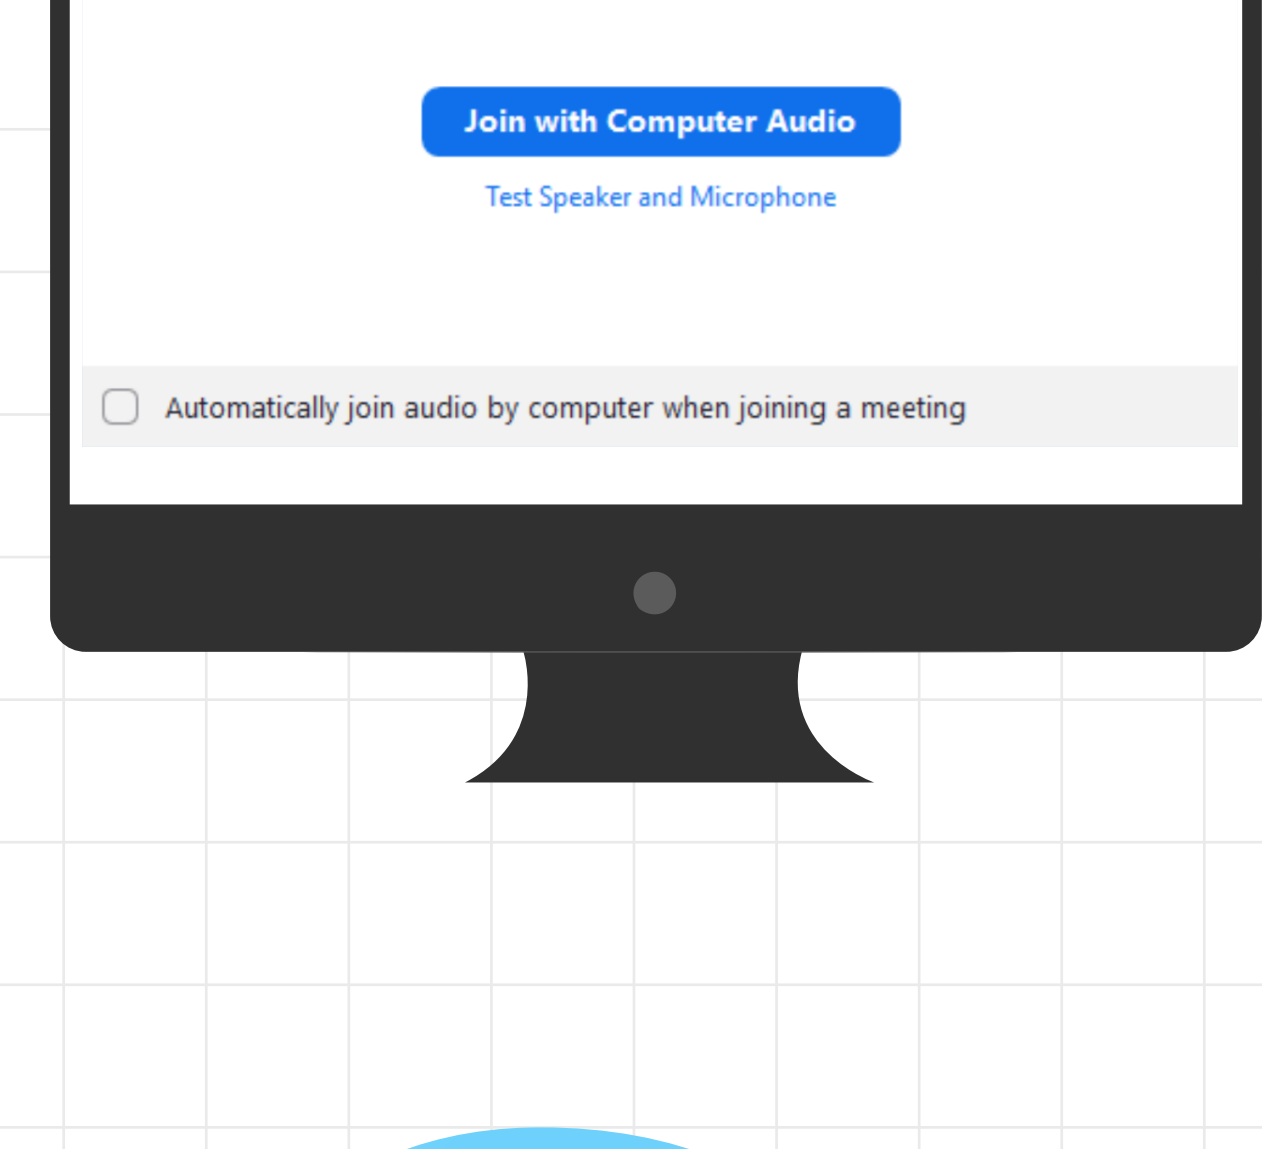 Join with Computer Audio
Test Speaker and Microphone
Automatically join audio by computer when joining a meeting